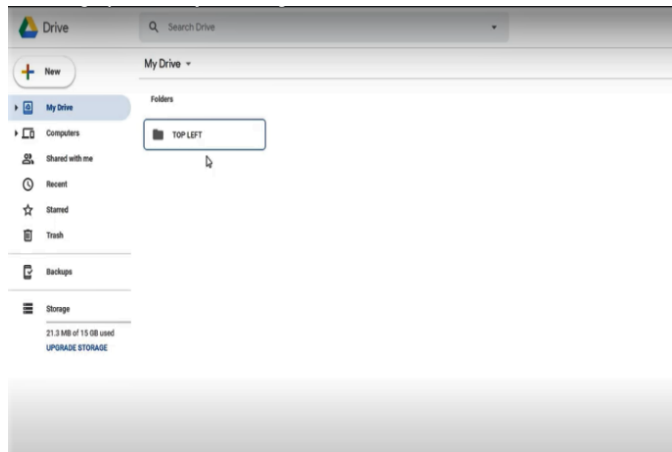 Drive
Search Drive
New
My Drive
My Drive
Folders
Computers
TOP LEFT
Shared with me
Recent
Starred
Trash
Backups
Storage
21.3 MB of 15 GB used
UPGRADE STORAGE